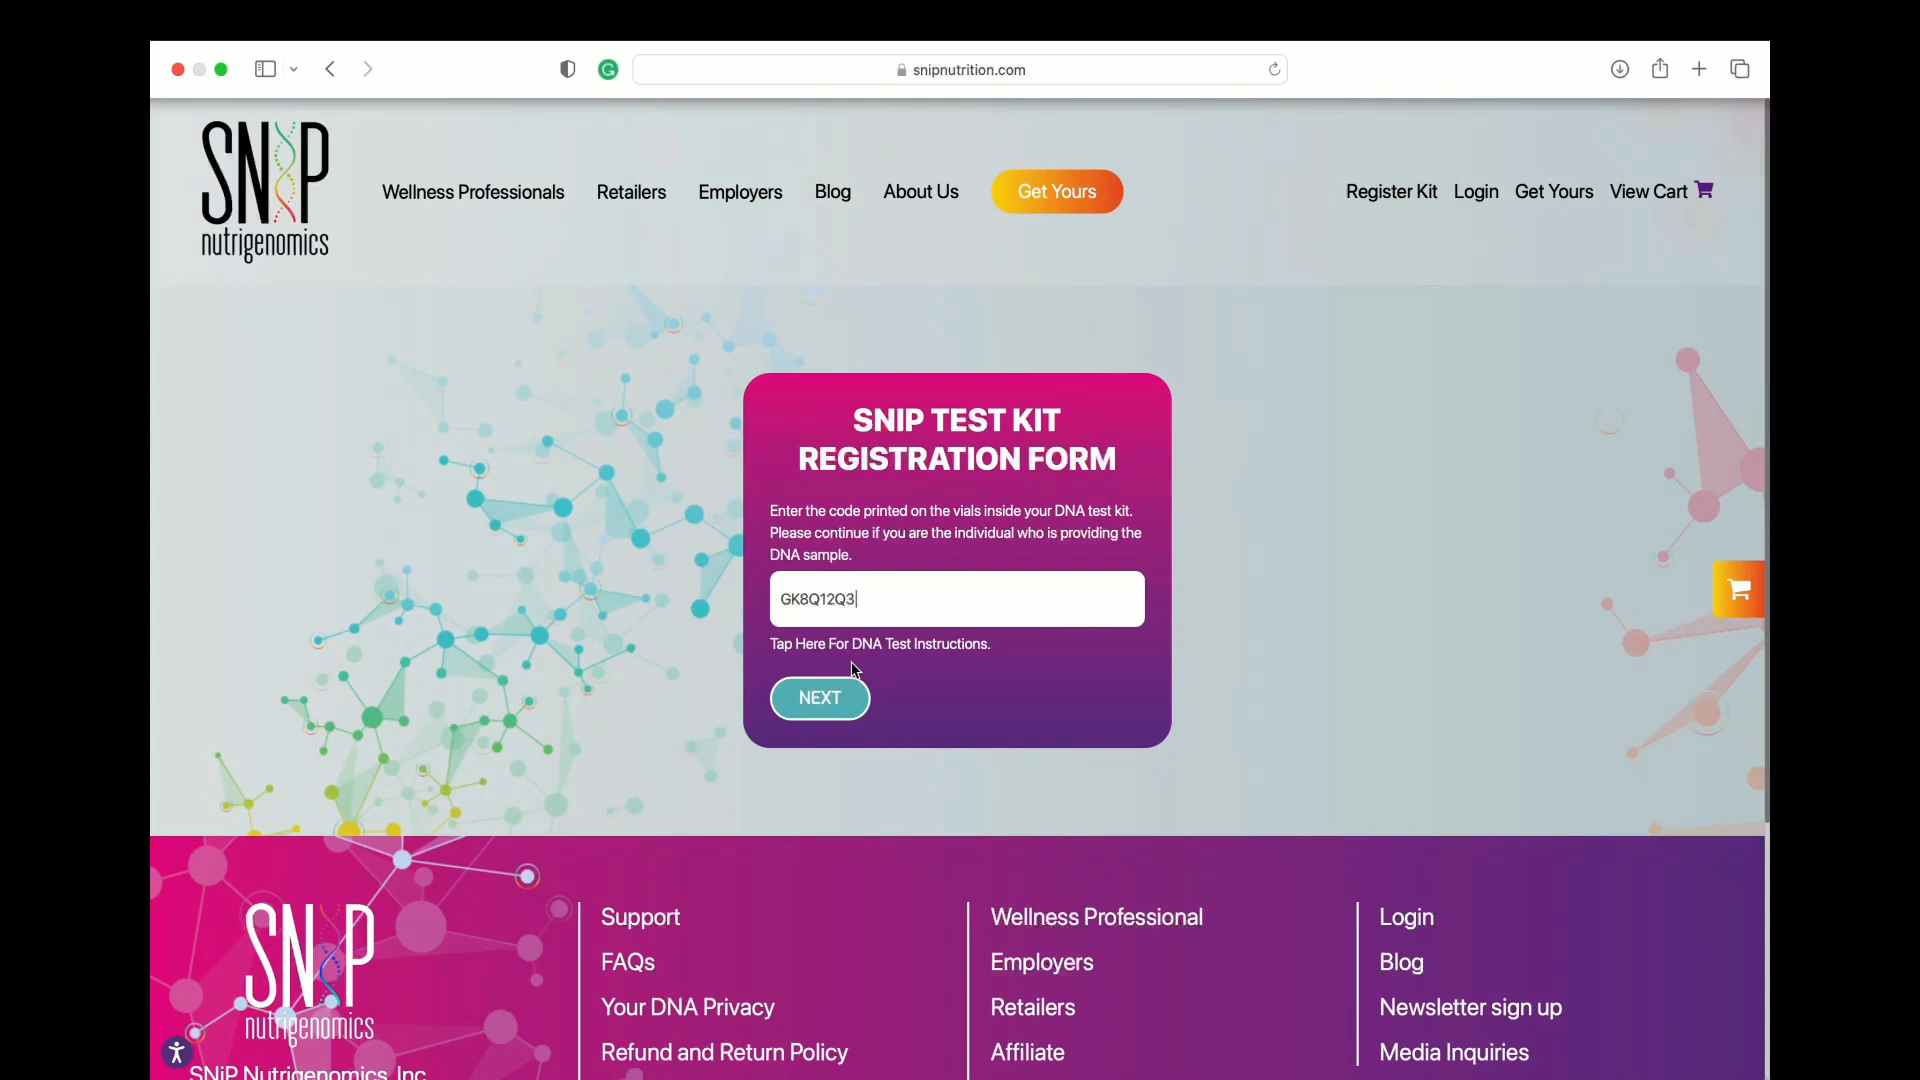 snipnutrition.com
SNiP
nutrigenomics
Wellness Professionals
Retailers
Employers
Blog
About Us
Get Yours
Register Kit
Login
Get Yours
View Cart
SNIP TEST KIT
REGISTRATION FORM
Enter the code printed on the vials inside your DNA test kit.
Please continue if you are the individual who is providing the
DNA sample.
GK8Q12Q3
Tap Here For DNA Test Instructions.
NEXT
SNiP
nutrigenomics
SNiP Nutrigenomics, Inc.
Support
FAQs
Your DNA Privacy
Refund and Return Policy
Wellness Professional
Employers
Retailers
Affiliate
Login
Blog
Newsletter sign up
Media Inquiries